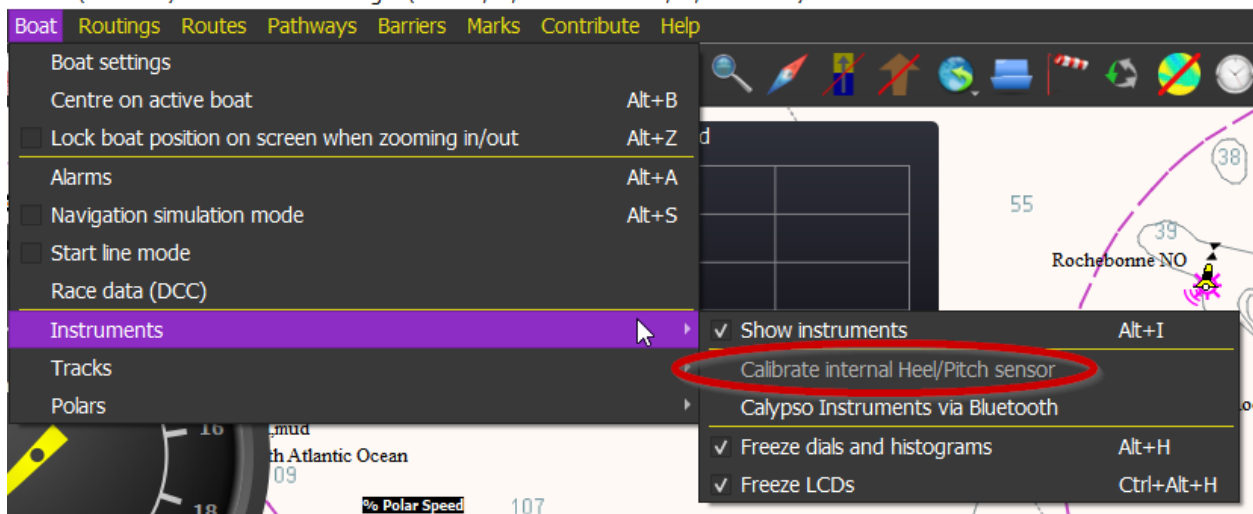 Boat Routings Routes Pathways Barriers Marks Contribute Help
Boat settings
Centre on active boat Alt+B
Lock boat position on screen when zooming in/out Alt+Z
d
38
Alarms Alt+A
Navigation simulation mode Alt+S
55
Start line mode
39
Rochebonne NO
Race data (DCC)
Instruments
Show instruments Alt+I
Tracks
Calibrate internal Heel/Pitch sensor
Polars
Calypso Instruments via Bluetooth
16
,mud
th Atlantic Ocean
Freeze dials and histograms Alt+H
09
Freeze LCDs Ctrl+Alt+H
18
% Polar Speed
107